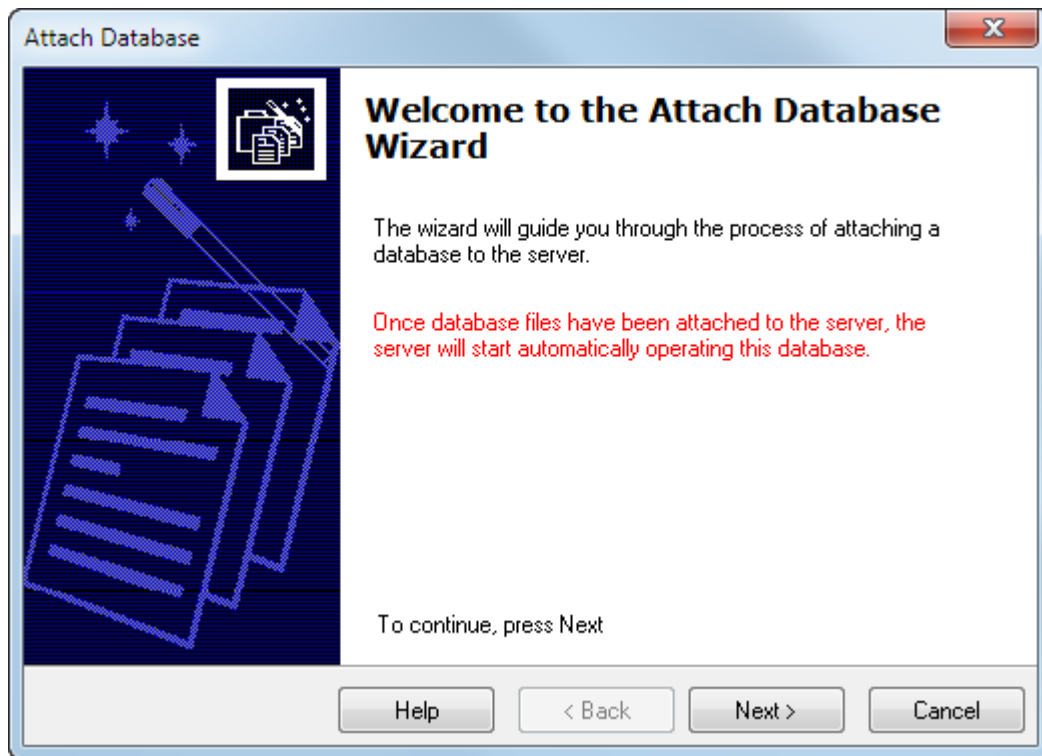 Attach Database
Welcome to the Attach Database
Wizard
The wizard will guide you through the process of attaching a
database to the server.
Once database files have been attached to the server, the
server will start automatically operating this database.
To continue, press Next
Help
< Back
Next >
Cancel